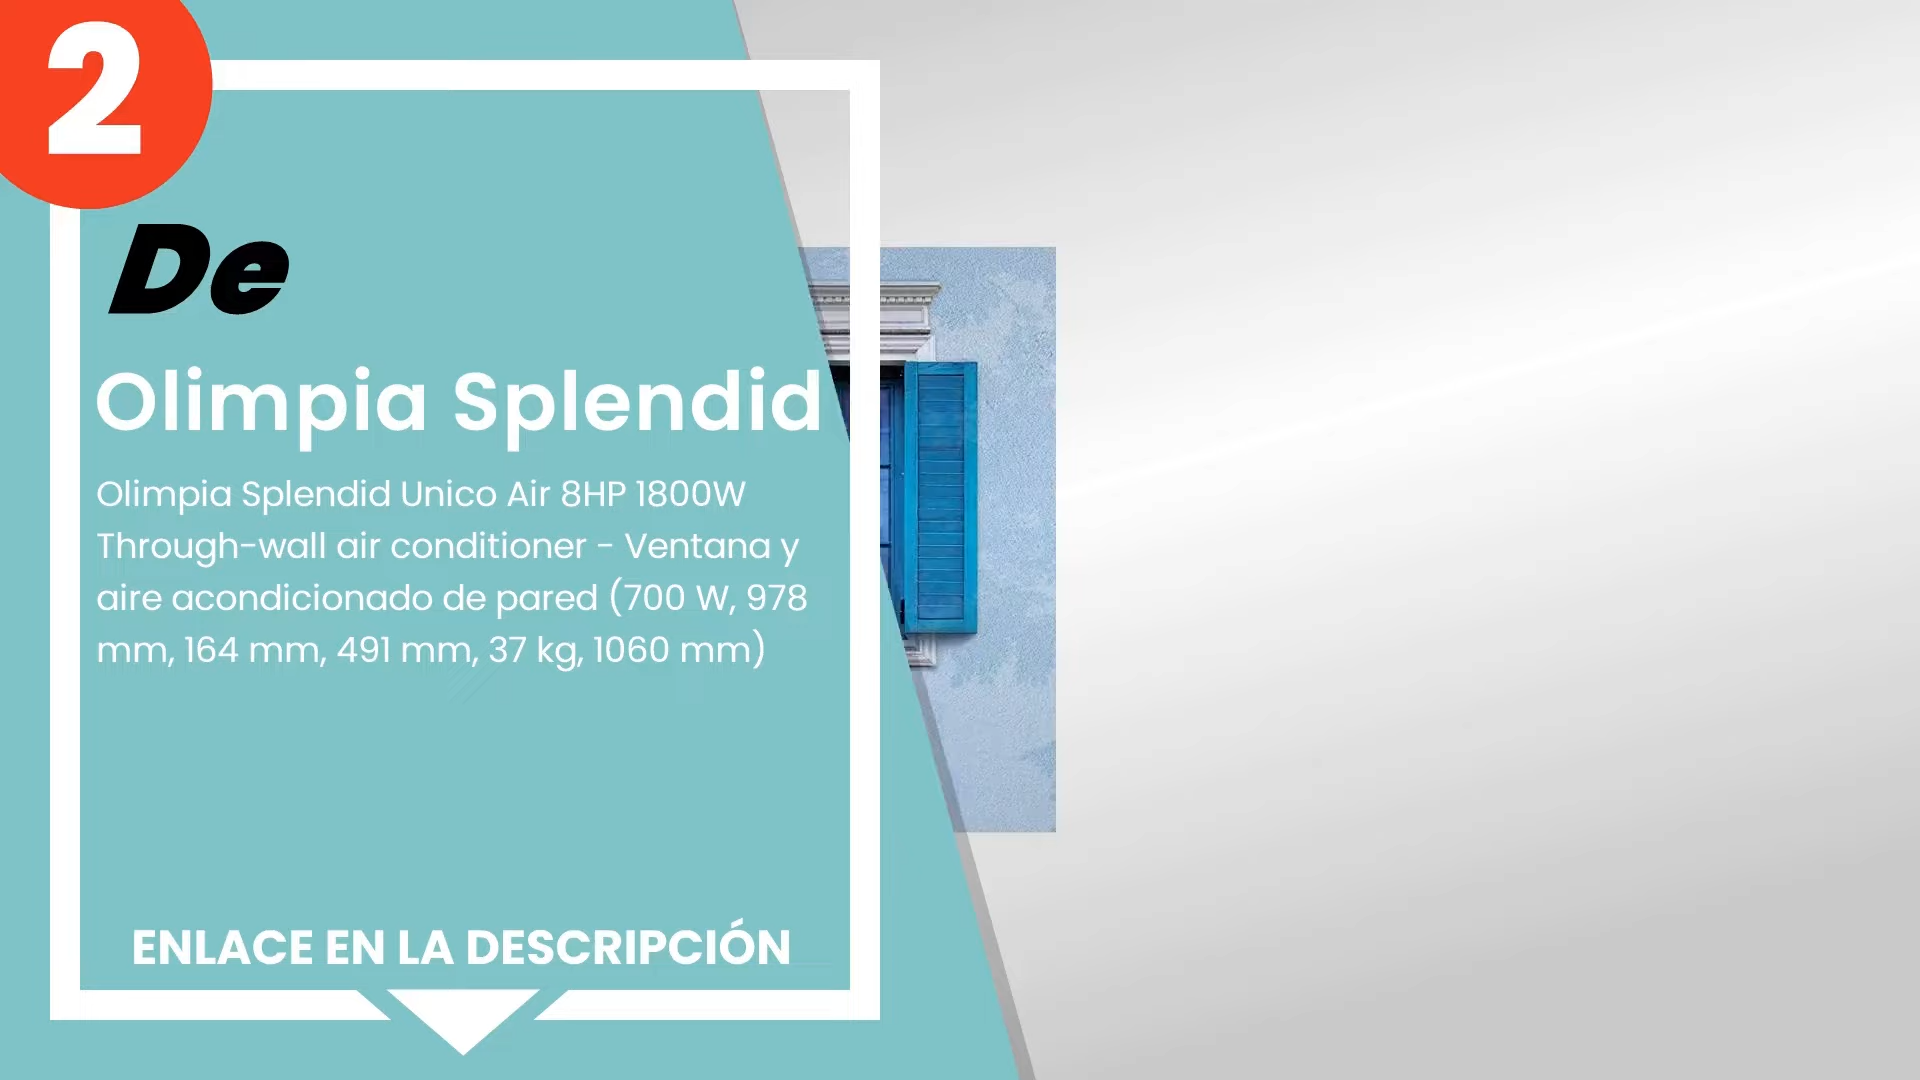 2
De
Olimpia Splendid
Olimpia Splendid Unico Air 8HP 1800W
Through-wall air conditioner - Ventana y
aire acondicionado de pared (700 W, 978
mm, 164 mm, 491 mm, 37 kg, 1060 mm)
ENLACE EN LA DESCRIPCIÓN